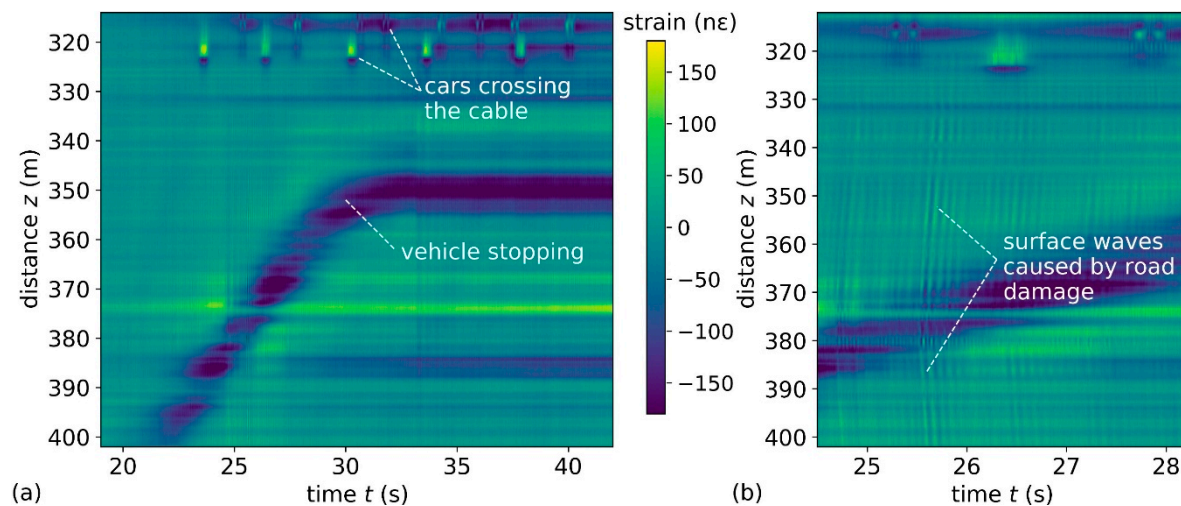 320
330
340
350
360
370
380
390
400
distance z (m)
20
25
30
35
40
time t (s)
(a)
cars crossing
the cable
vehicle stopping
strain (nε)
150
100
50
0
−50
−100
−150
320
330
340
350
360
370
380
390
400
distance z (m)
25
26
27
28
time t (s)
(b)
surface waves
caused by road
damage